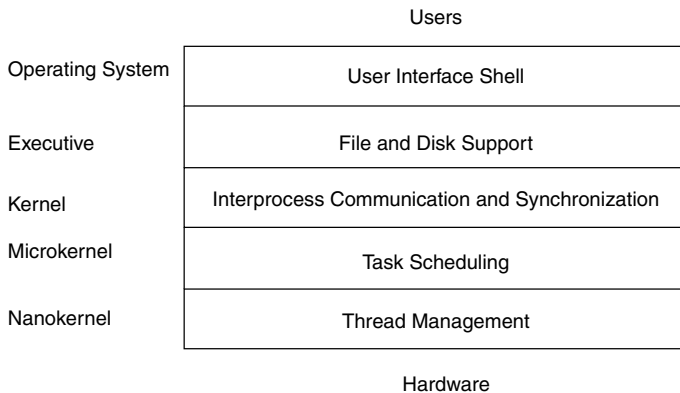 Users
Operating System
User Interface Shell
Executive
File and Disk Support
Kernel
Interprocess Communication and Synchronization
Microkernel
Task Scheduling
Nanokernel
Thread Management
Hardware